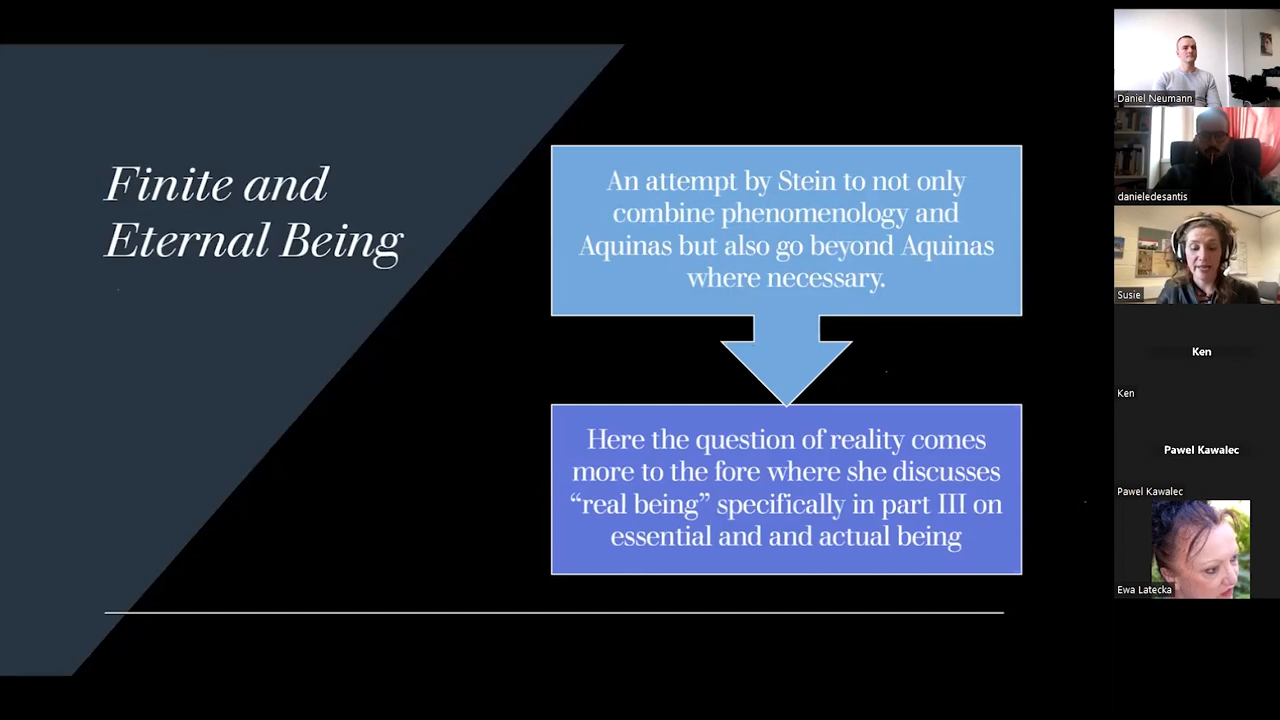 Finite and
Eternal Being
An attempt by Stein to not only
combine phenomenology and
Aquinas but also go beyond Aquinas
where necessary.
Here the question of reality comes
more to the fore where she discusses
“real being” specifically in part III on
essential and and actual being
Daniel Neumann
danieledesantis
Susie
Ken
Ken
Pawel Kawalec
Pawel Kawalec
Ewa Latecka